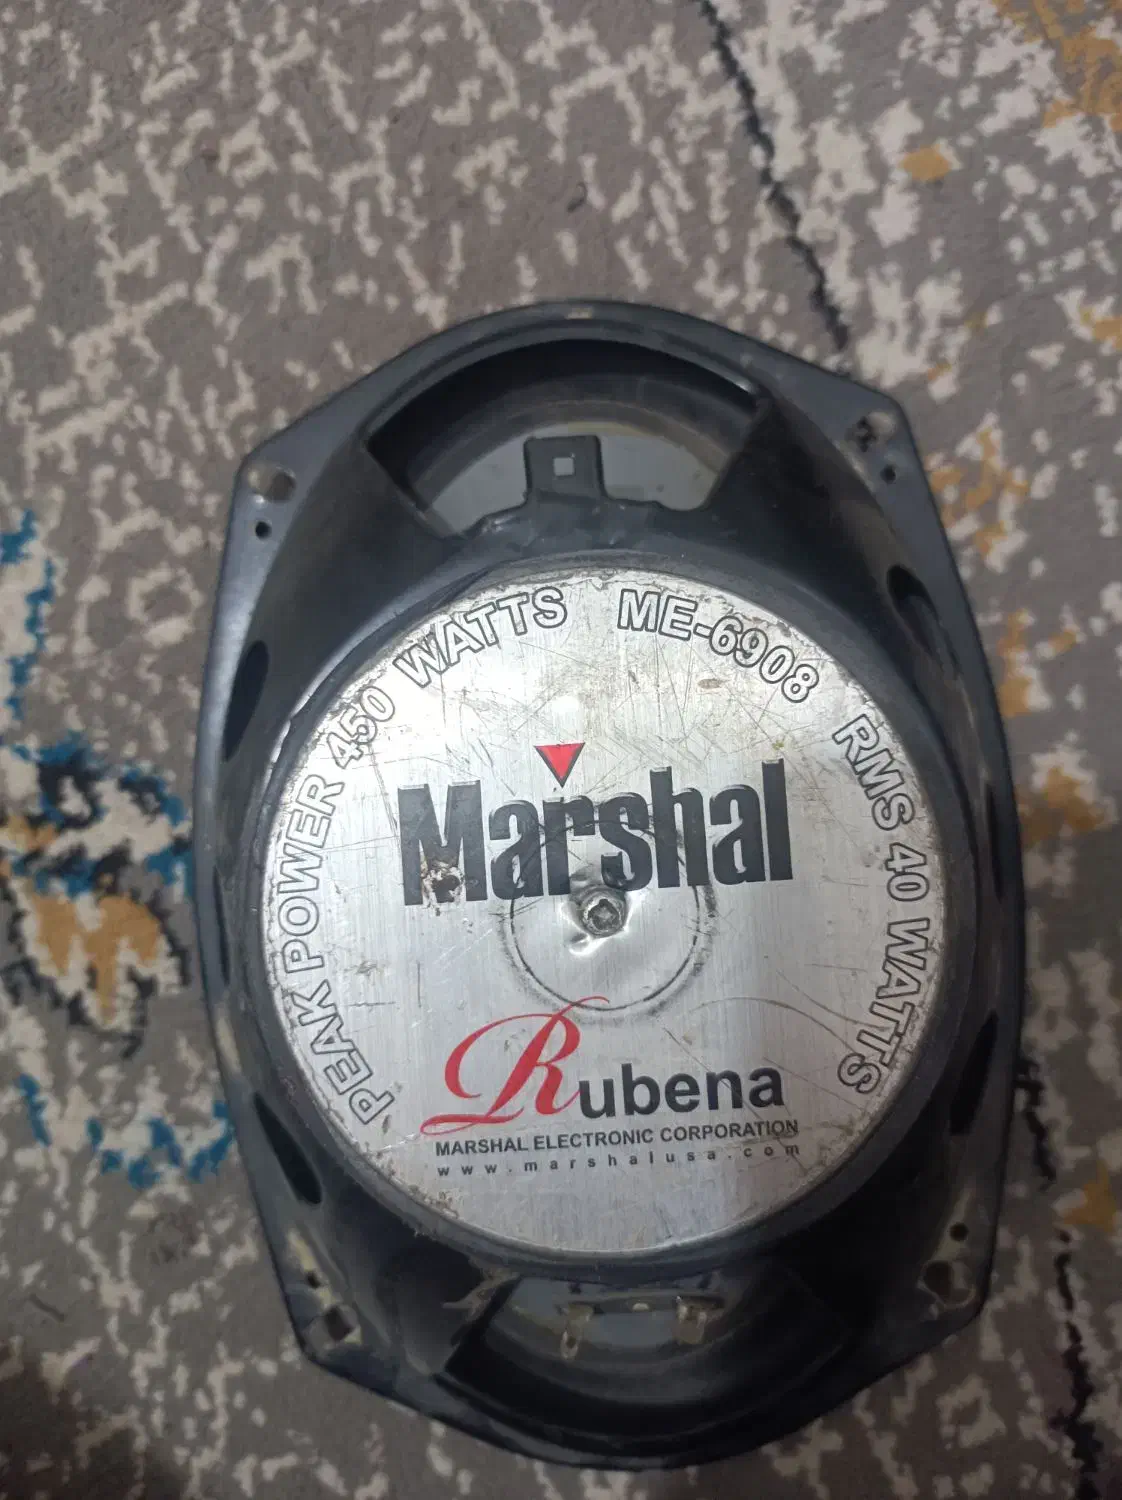 PEAK POWER 450 WATTS
ME-6908
RMS 40 WATTS
Marshal
Rubena
MARSHAL ELECTRONIC CORPORATION
www.marshalusa.com